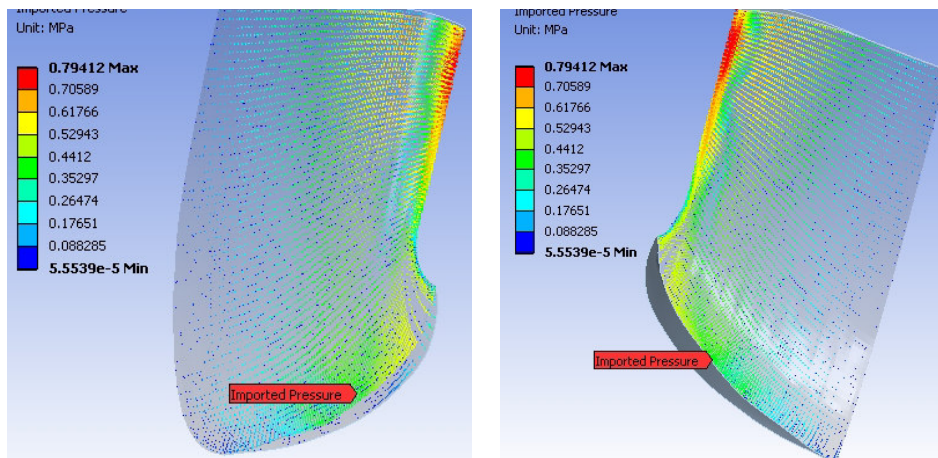 Imported Pressure
Unit: MPa
0.79412 Max
0.70589
0.61766
0.52943
0.4412
0.35297
0.26474
0.17651
0.088285
5.5539e-5 Min
Imported Pressure
Imported Pressure
Unit: MPa
0.79412 Max
0.70589
0.61766
0.52943
0.4412
0.35297
0.26474
0.17651
0.088285
5.5539e-5 Min
Imported Pressure